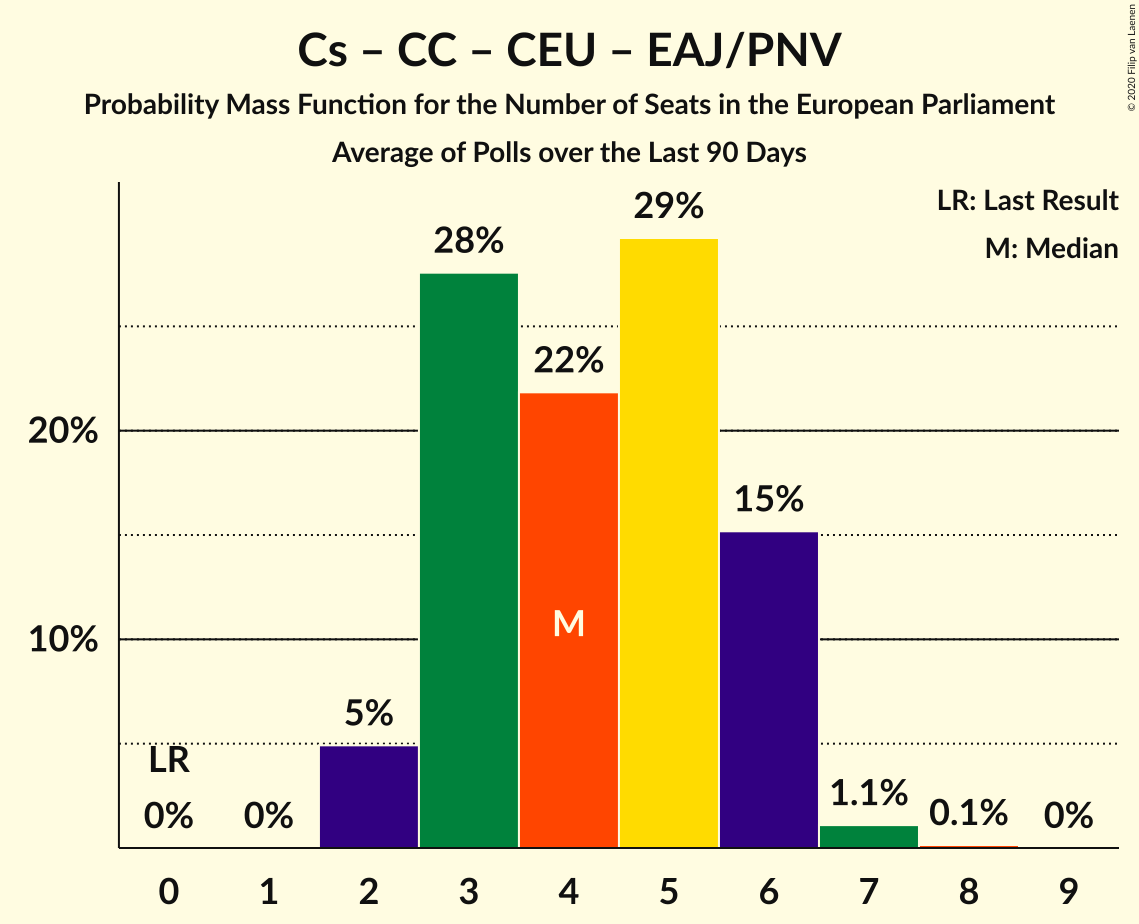 Cs – CC – CEU – EAJ/PNV
Probability Mass Function for the Number of Seats in the European Parliament
Average of Polls over the Last 90 Days
© 2020 Filip van Laenen
LR: Last Result
M: Median
29%
28%
22%
20%
15%
M
10%
5%
LR
0%
0%
1.1%
0.1%
0%
0 1 2 3 4 5 6 7 8 9